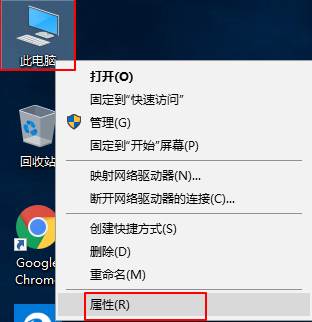 此电脑
打开(O)
固定到“快速访问”
管理(G)
固定到“开始”屏幕(P)
映射网络驱动器(N)...
断开网络驱动器的连接(C)...
创建快捷方式(S)
删除(D)
重命名(M)
属性(R)
回收站
Google
Chrome